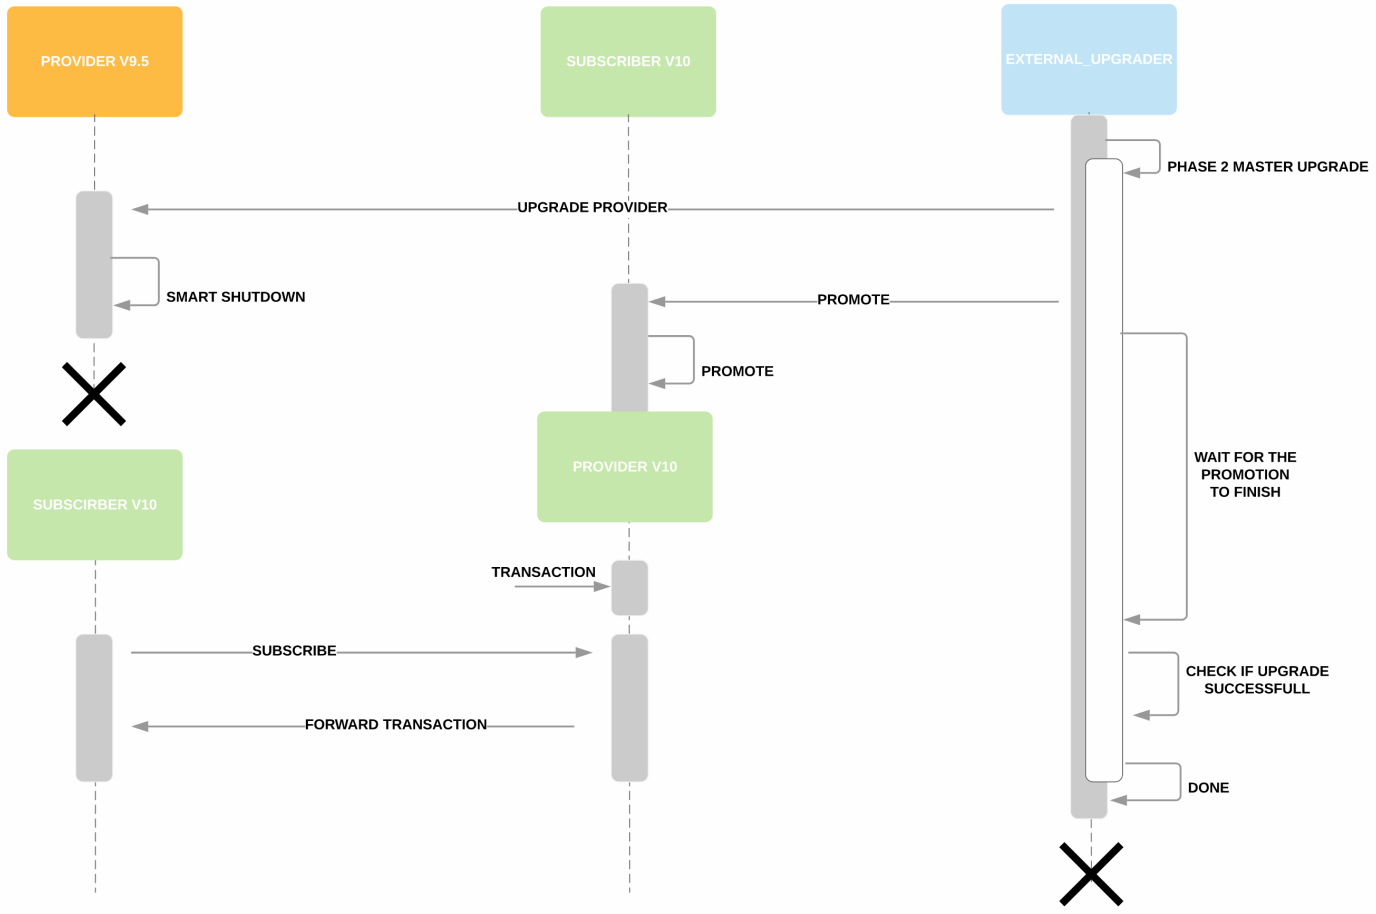 PROVIDER V9.5
SUBSCRIBER V10
EXTERNAL_UPGRADER
PHASE 2 MASTER UPGRADE
UPGRADE PROVIDER
SMART SHUTDOWN
PROMOTE
PROMOTE
WAIT FOR THE
PROMOTION
TO FINISH
PROVIDER V10
SUBSCIRBER V10
TRANSACTION
SUBSCRIBE
CHECK IF UPGRADE
SUCCESSFULL
FORWARD TRANSACTION
DONE